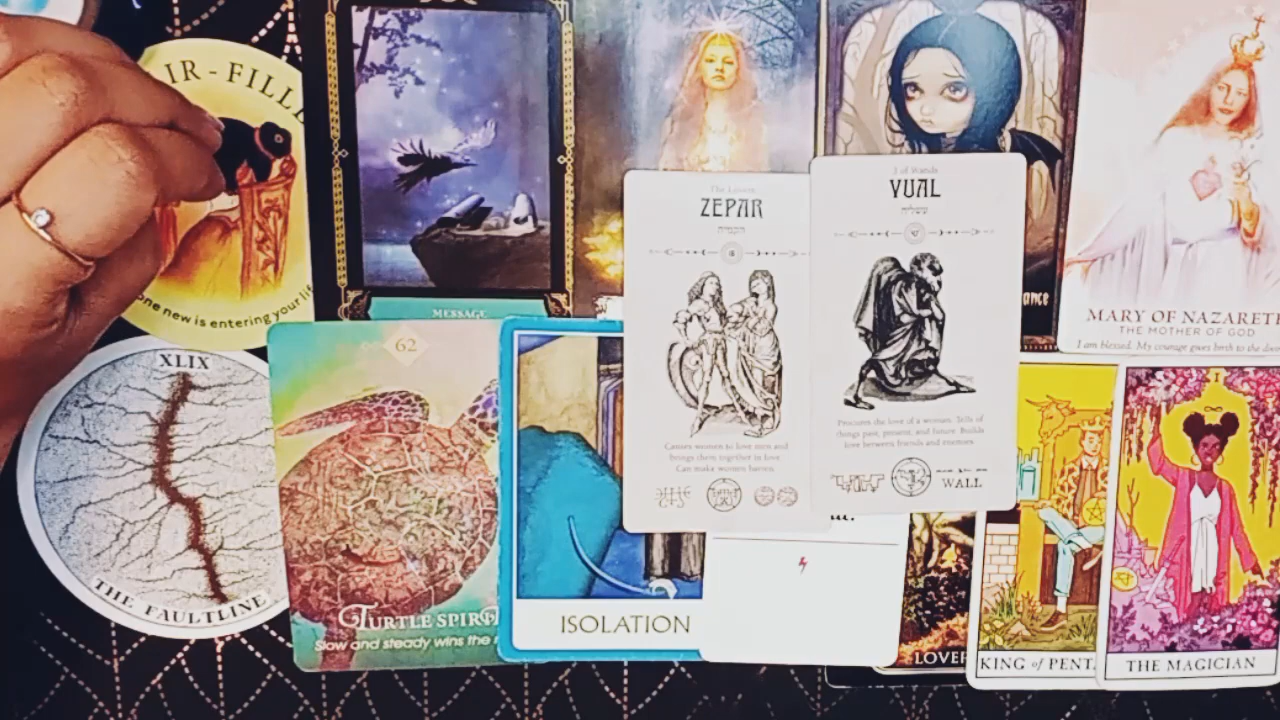 IR-FILL
one new is entering your li
MESSAGE
ance
MARY OF NAZARET
THE MOTHER OF GOD
I am blessed. My courage gives birth to the
The Lovers
ZEPAR
Causes women to love men and
brings them together in love.
Can make women barren.
of Wands
VUAL
Procures the love of a woman. Tells of
things past, present, and future. Builds
love between friends and enemies.
WALL
XLIX
THE FAULTLINE
62
TURTLE SPIRI
Slow and steady wins the
ISOLATION
LOVE
KING of PENT
I
THE MAGICIAN